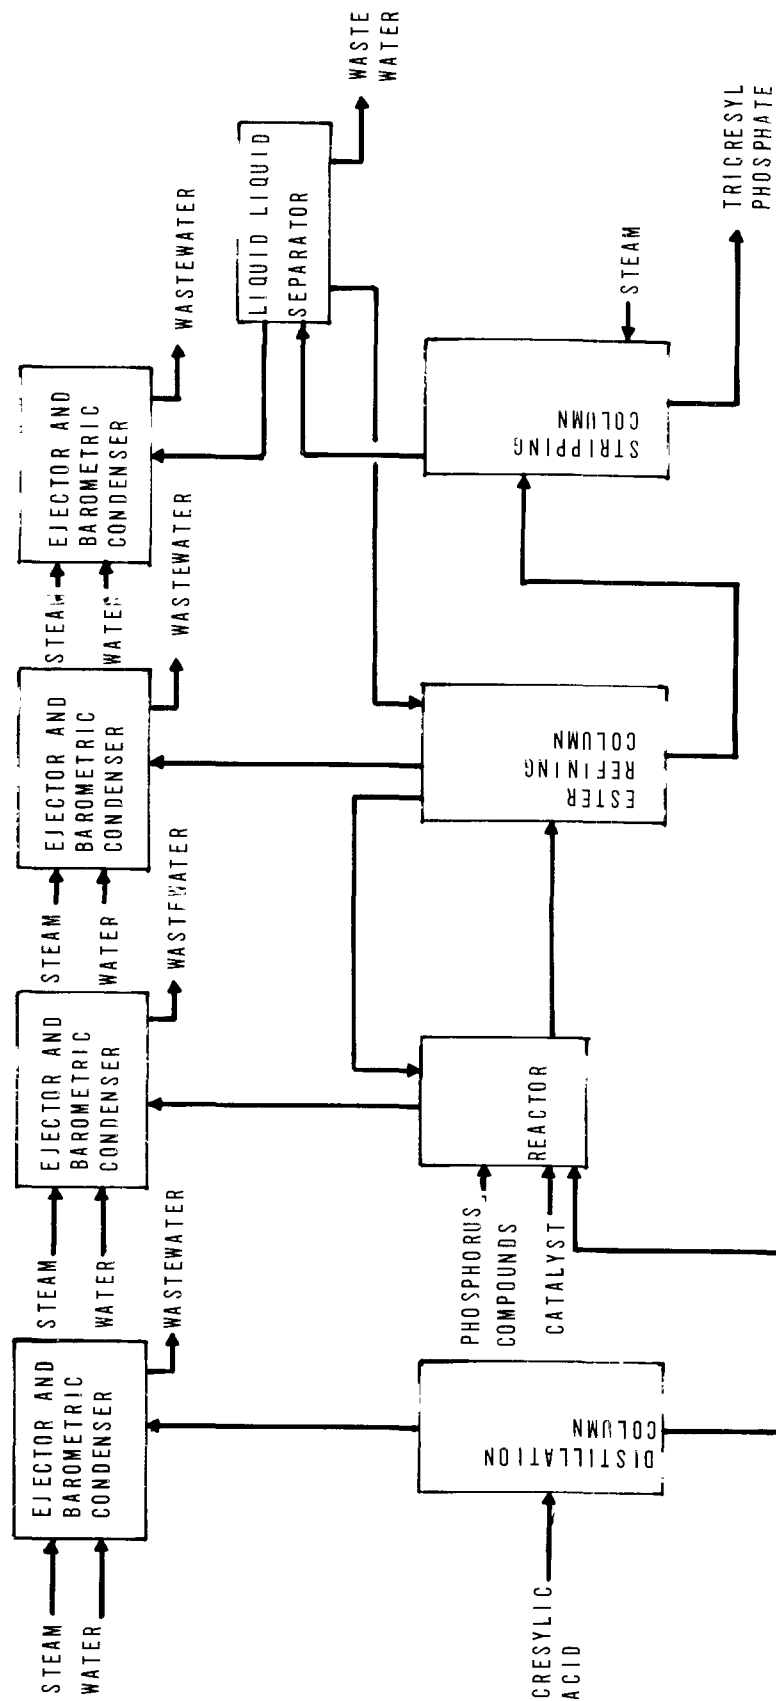 STEAM
WATER
EJECTOR AND
BAROMETRIC
CONDENSER
WASTEWATER
STEAM
WATER
EJECTOR AND
BAROMETRIC
CONDENSER
WASTEWATER
STEAM
WATER
EJECTOR AND
BAROMETRIC
CONDENSER
WASTEWATER
STEAM
WATER
EJECTOR AND
BAROMETRIC
CONDENSER
WASTEWATER
LIQUID LIQUID
SEPARATOR
WASTE
WATER
CRESYLIC
ACID
DISTILLATION
COLUMN
PHOSPHORUS
COMPOUNDS
CATALYST
REACTOR
ESTER
REFINING
COLUMN
STRIPPING
COLUMN
STEAM
TRICRESYL
PHOSPHATE